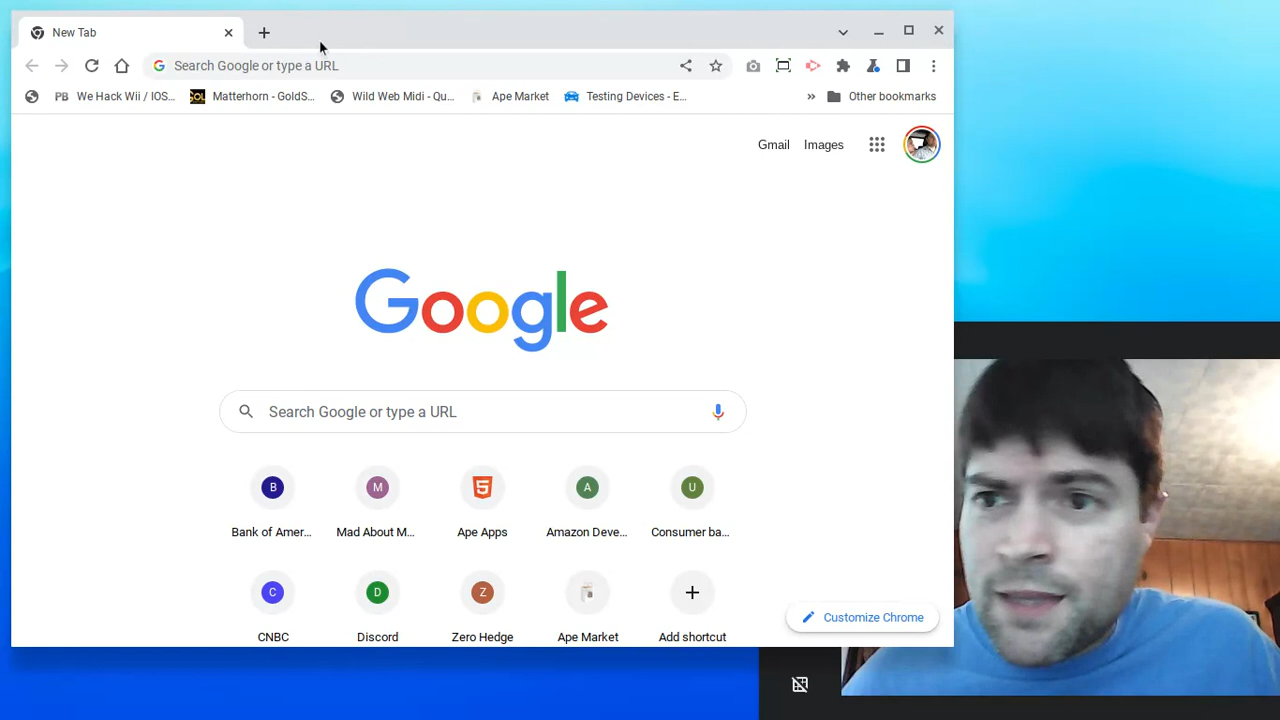 New Tab
Search Google or type a URL
PB We Hack Wii / IOS...
Matterhorn - GoldS...
Wild Web Midi - Qu...
Ape Market
Testing Devices - E...
» Other bookmarks
Gmail Images
Google
Search Google or type a URL
B M 5 A U
Bank of Amer...
Mad About M...
Ape Apps
Amazon Deve...
Consumer ba...
C D Z
CNBC
Discord
Zero Hedge
Ape Market
Add shortcut
Customize Chrome